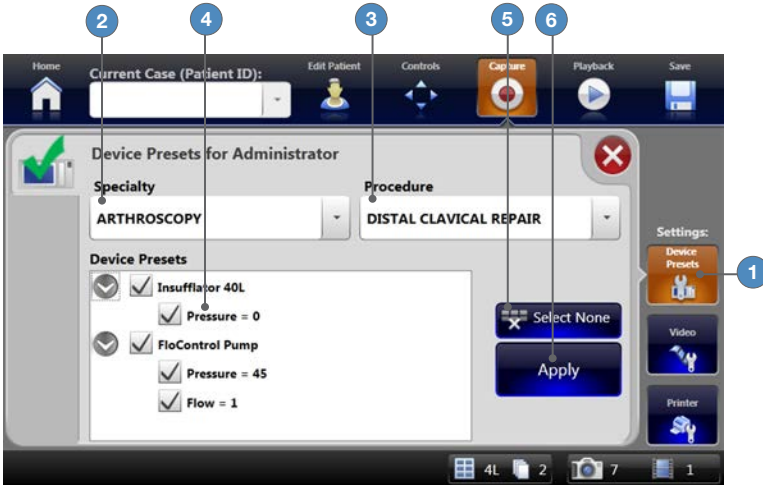 2 4 3 5 6
Home Current Case (Patient ID): Edit Patient Controls Capture Playback Save
Device Presets for Administrator
Specialty Procedure
ARTHROSCOPY DISTAL CLAVICAL REPAIR
Settings:
Device Presets
1
Device Presets
Insufflator 40L
Pressure = 0
FloControl Pump
Pressure = 45
Flow = 1
Select None
Apply
Video
Printer
4L 2 7 1